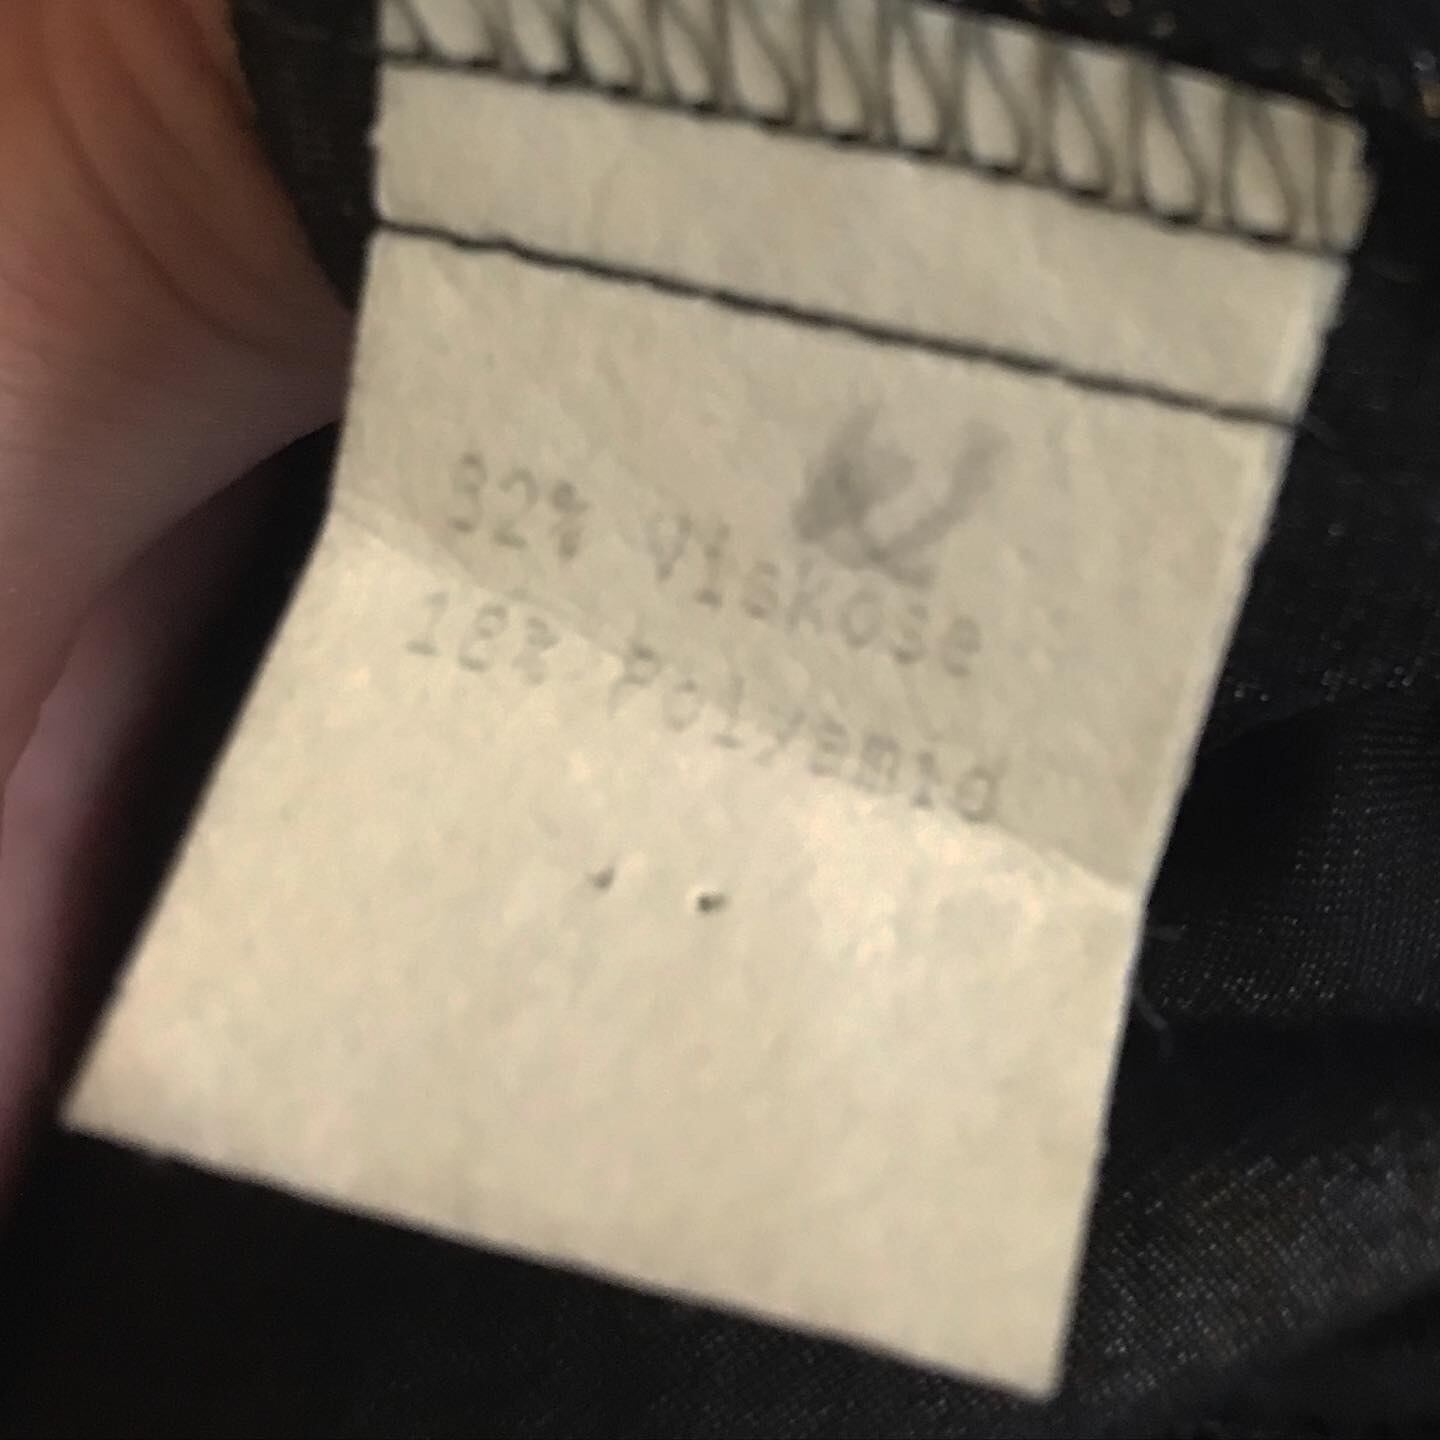 82% Viskose
18% Polyamid